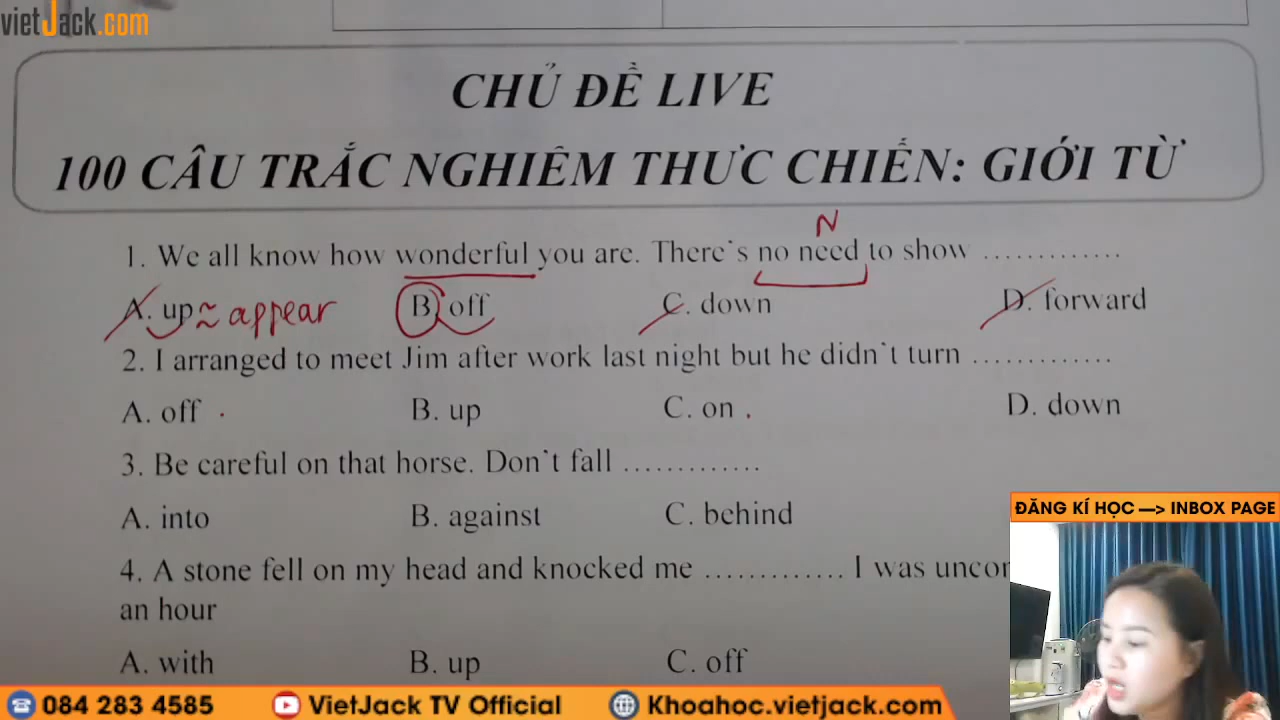 vietJack.com
CHỦ ĐỀ LIVE
100 CÂU TRẮC NGHIỆM THỰC CHIẾN: GIỚI TỪ
N
1. We all know how wonderful you are. There's no need to show .............
A. up ≈ appear B. off C. down D. forward
2. I arranged to meet Jim after work last night but he didn't turn .............
A. off B. up C. on D. down
3. Be careful on that horse. Don't fall .............
A. into B. against C. behind
ĐĂNG KÍ HỌC —> INBOX PAGE
4. A stone fell on my head and knocked me ............. I was
an hour
A. with B. up C. off
084 283 4585 VietJack TV Official Khoahoc.vietjack.com